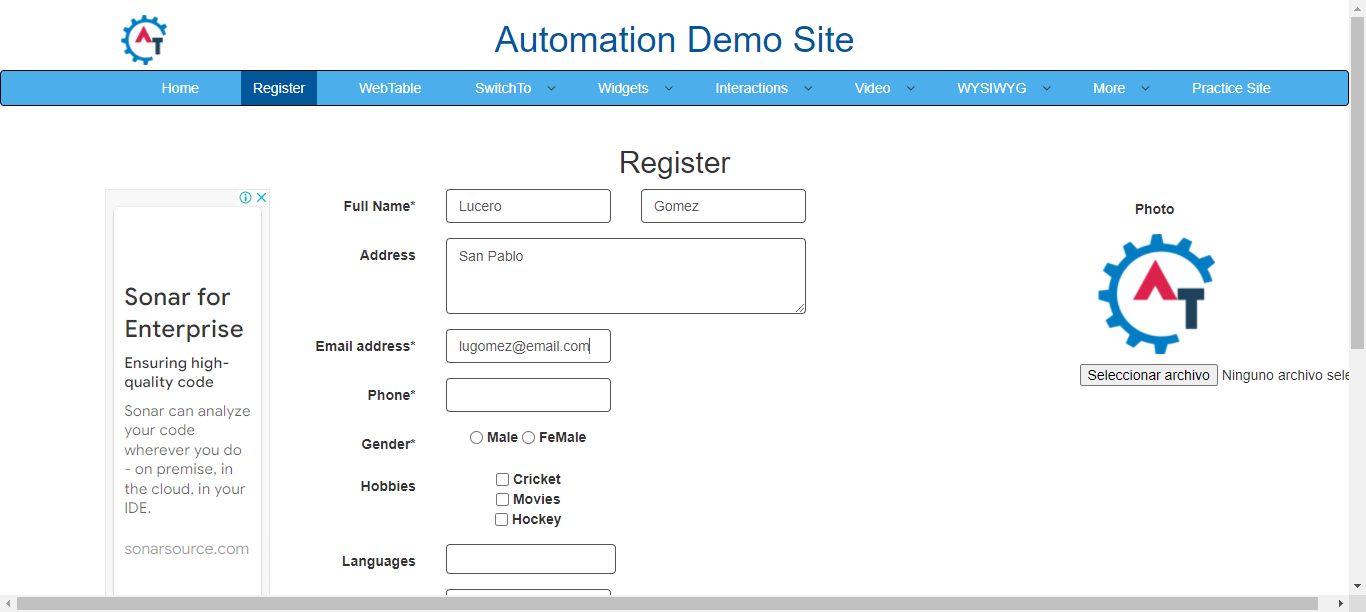 Automation Demo Site
Home Register WebTable SwitchTo Widgets Interactions Video WYSIWYG More Practice Site
Register
Full Name* Lucero Gomez
Address San Pablo
Email address* lugomez@email.com
Phone*
Gender* Male FeMale
Hobbies Cricket
Movies
Hockey
Languages
Photo
AT
Seleccionar archivo Ninguno archivo sele
Sonar for
Enterprise
Ensuring high-
quality code
Sonar can analyze
your code
wherever you do
- on premise, in
the cloud, in your
IDE.
sonarsource.com
AT